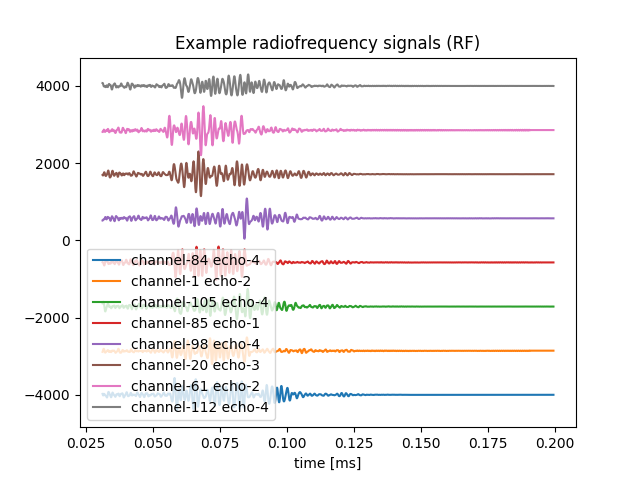 Example radiofrequency signals (RF)
4000
2000
0
−2000
−4000
channel-84 echo-4
channel-1 echo-2
channel-105 echo-4
channel-85 echo-1
channel-98 echo-4
channel-20 echo-3
channel-61 echo-2
channel-112 echo-4
0.025 0.050 0.075 0.100 0.125 0.150 0.175 0.200
time [ms]